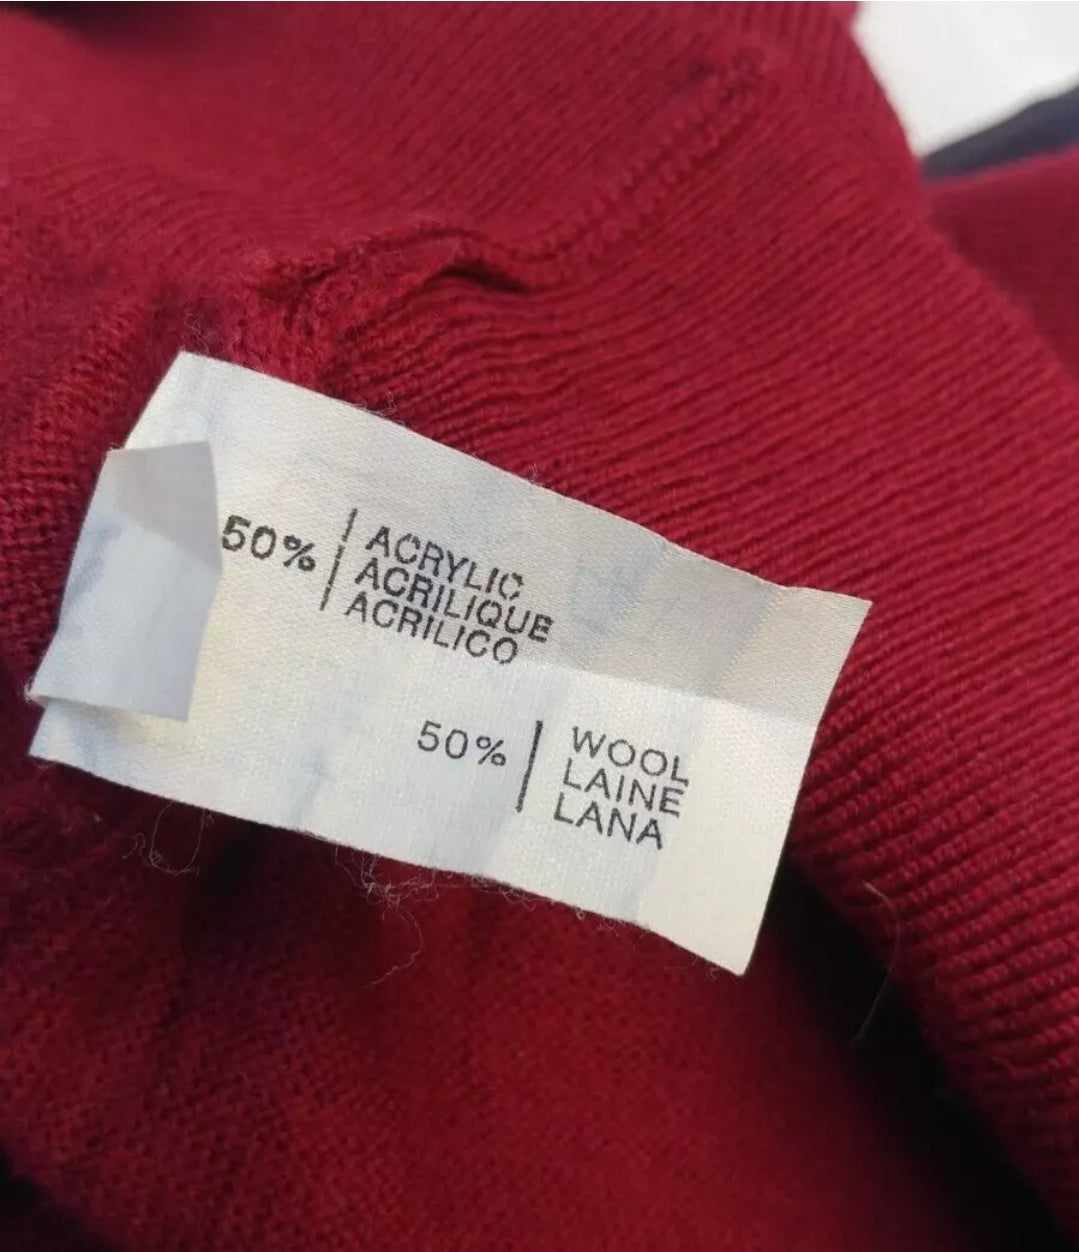 50% ACRYLIC
ACRILIQUE
ACRILICO
50% WOOL
LAINE
LANA